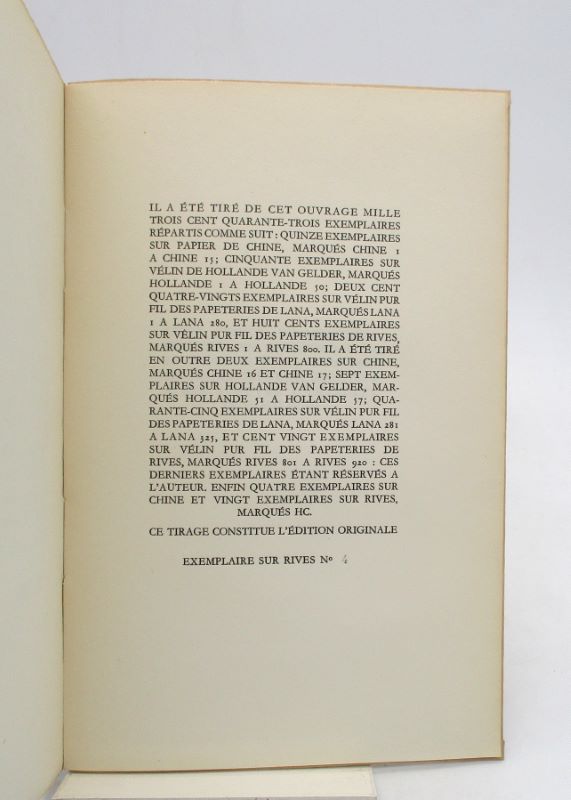 IL A ÉTÉ TIRÉ DE CET OUVRAGE MILLE
TROIS CENT QUARANTE-TROIS EXEMPLAIRES
RÉPARTIS COMME SUIT : QUINZE EXEMPLAIRES
SUR PAPIER DE CHINE, MARQUÉS CHINE 1
A CHINE 15; CINQUANTE EXEMPLAIRES SUR
VÉLIN DE HOLLANDE VAN GELDER, MARQUÉS
HOLLANDE 1 A HOLLANDE 50; DEUX CENT
QUATRE-VINGTS EXEMPLAIRES SUR VÉLIN PUR
FIL DES PAPETERIES DE LANA, MARQUÉS LANA
1 A LANA 280, ET HUIT CENTS EXEMPLAIRES
SUR VÉLIN PUR FIL DES PAPETERIES DE RIVES,
MARQUÉS RIVES 1 A RIVES 800. IL A ÉTÉ TIRÉ
EN OUTRE DEUX EXEMPLAIRES SUR CHINE,
MARQUÉS CHINE 16 ET CHINE 17; SEPT EXEM-
PLAIRES SUR HOLLANDE VAN GELDER, MAR-
QUÉS HOLLANDE 51 A HOLLANDE 57; QUA-
RANTE-CINQ EXEMPLAIRES SUR VÉLIN PUR FIL
DES PAPETERIES DE LANA, MARQUÉS LANA 281
A LANA 325, ET CENT VINGT EXEMPLAIRES
SUR VÉLIN PUR FIL DES PAPETERIES DE
RIVES, MARQUÉS RIVES 801 A RIVES 920 : CES
DERNIERS EXEMPLAIRES ÉTANT RÉSERVÉS A
L'AUTEUR. ENFIN QUATRE EXEMPLAIRES SUR
CHINE ET VINGT EXEMPLAIRES SUR RIVES,
MARQUÉS HC.
CE TIRAGE CONSTITUE L'ÉDITION ORIGINALE
EXEMPLAIRE SUR RIVES Nº 4